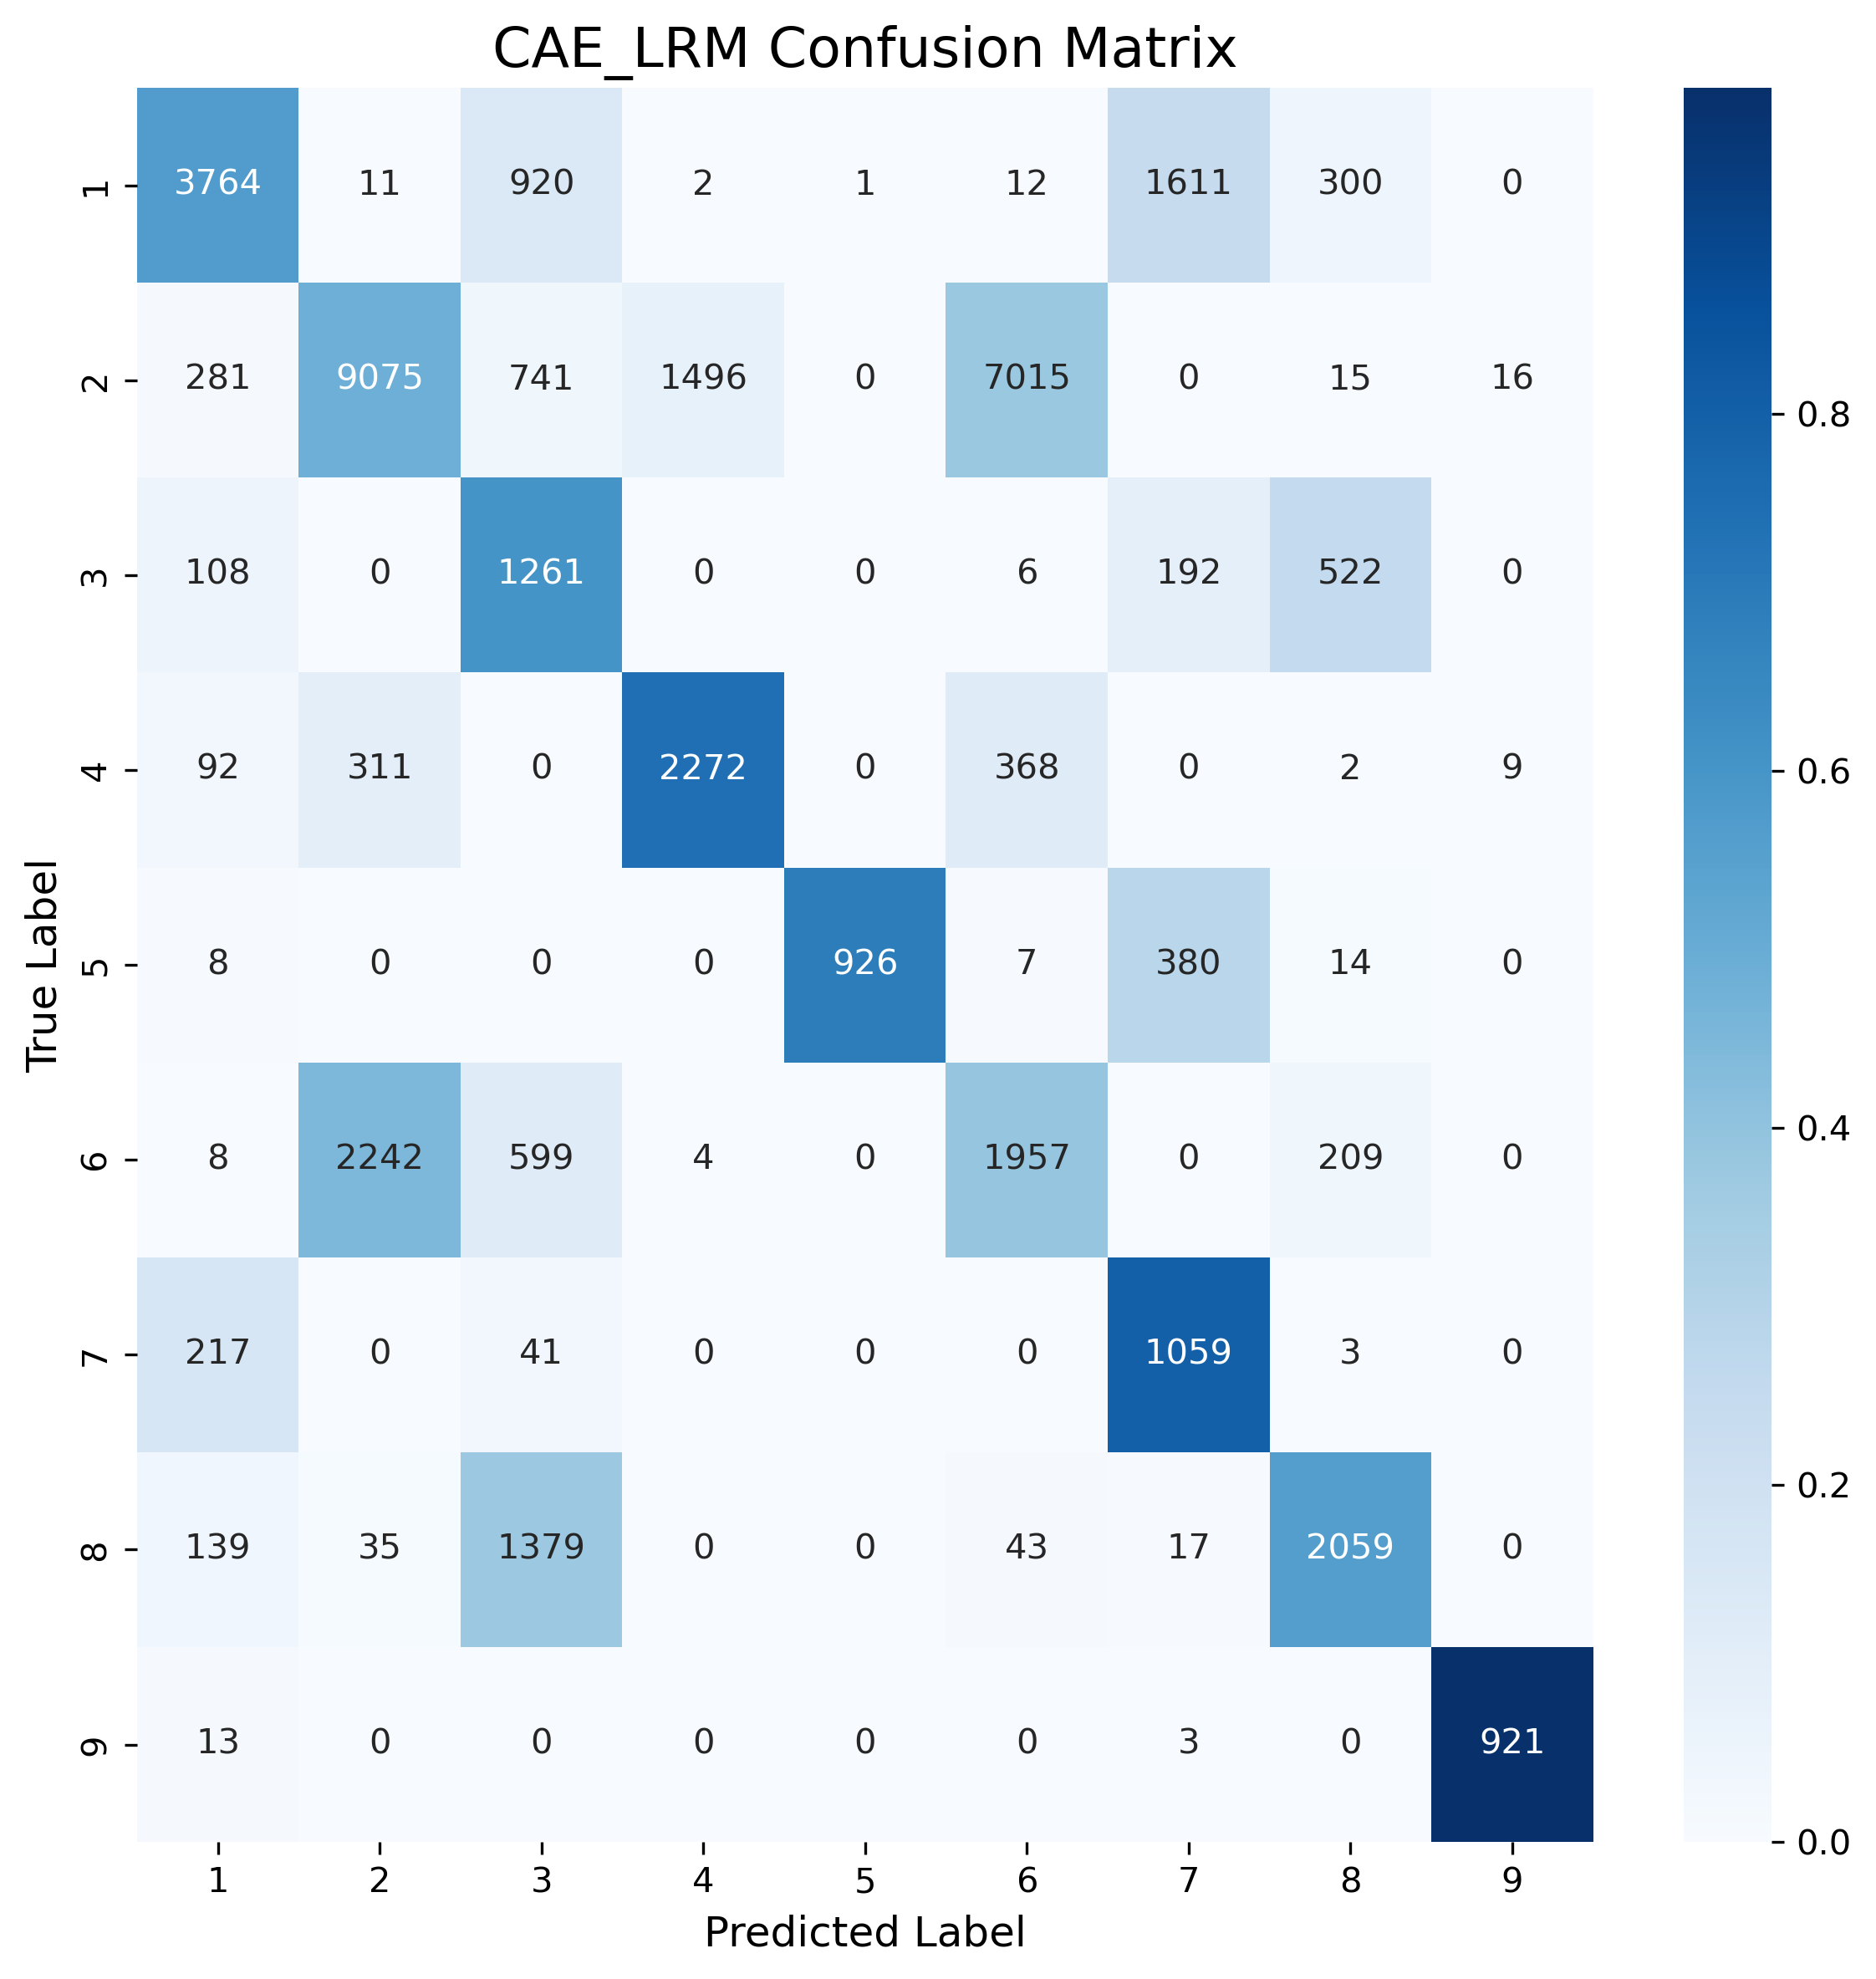 CAE_LRM Confusion Matrix
1 3764 11 920 2 1 12 1611 300 0
2 281 9075 741 1496 0 7015 0 15 16
3 108 0 1261 0 0 6 192 522 0
4 92 311 0 2272 0 368 0 2 9
5 8 0 0 0 926 7 380 14 0
6 8 2242 599 4 0 1957 0 209 0
7 217 0 41 0 0 0 1059 3 0
8 139 35 1379 0 0 43 17 2059 0
9 13 0 0 0 0 0 3 0 921
1 2 3 4 5 6 7 8 9
Predicted Label
True Label
0.8
0.6
0.4
0.2
0.0